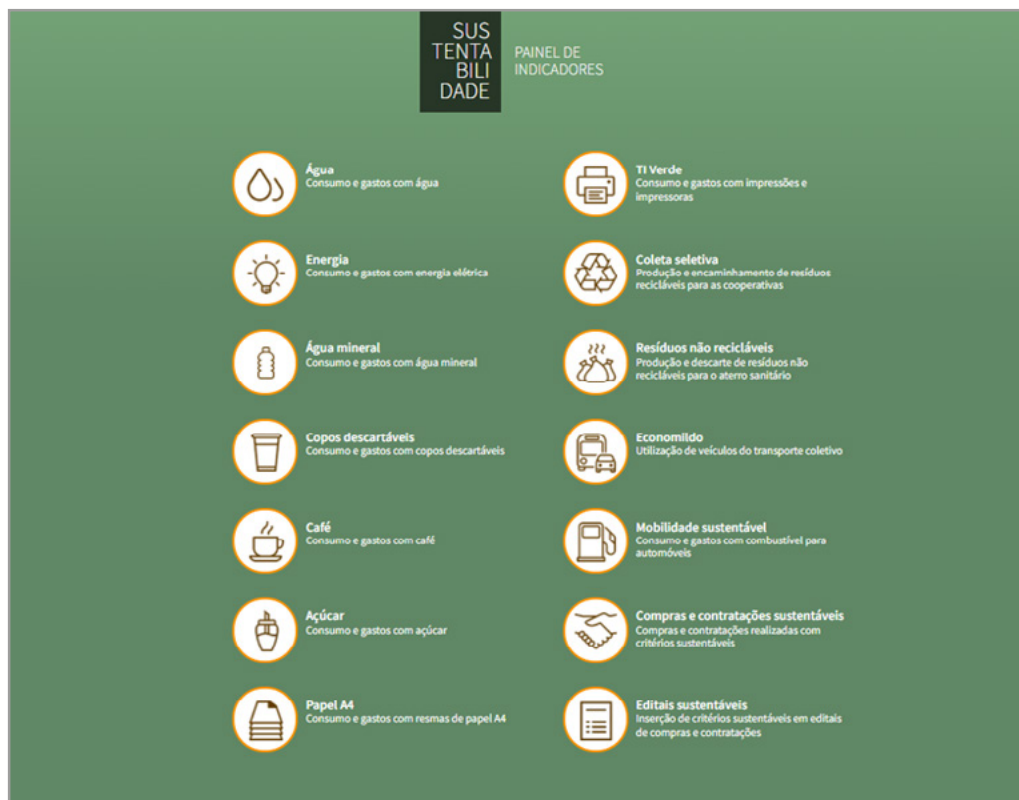 SUS
TENTA
BILI
DADE
PAINEL DE
INDICADORES
Água
Consumo e gastos com água
Energia
Consumo e gastos com energia elétrica
Água mineral
Consumo e gastos com água mineral
Copos descartáveis
Consumo e gastos com copos descartáveis
Café
Consumo e gastos com café
Açúcar
Consumo e gastos com açúcar
Papel A4
Consumo e gastos com resmas de papel A4
TI Verde
Consumo e gastos com impressões e
impressoras
Coleta seletiva
Produção e encaminhamento de resíduos
recicláveis para as cooperativas
Resíduos não recicláveis
Produção e descarte de resíduos não
recicláveis para o aterro sanitário
Economildo
Utilização de veículos do transporte coletivo
Mobilidade sustentável
Consumo e gastos com combustível para
automóveis
Compras e contratações sustentáveis
Compras e contratações realizadas com
critérios sustentáveis
Editais sustentáveis
Inserção de critérios sustentáveis em editais
de compras e contratações